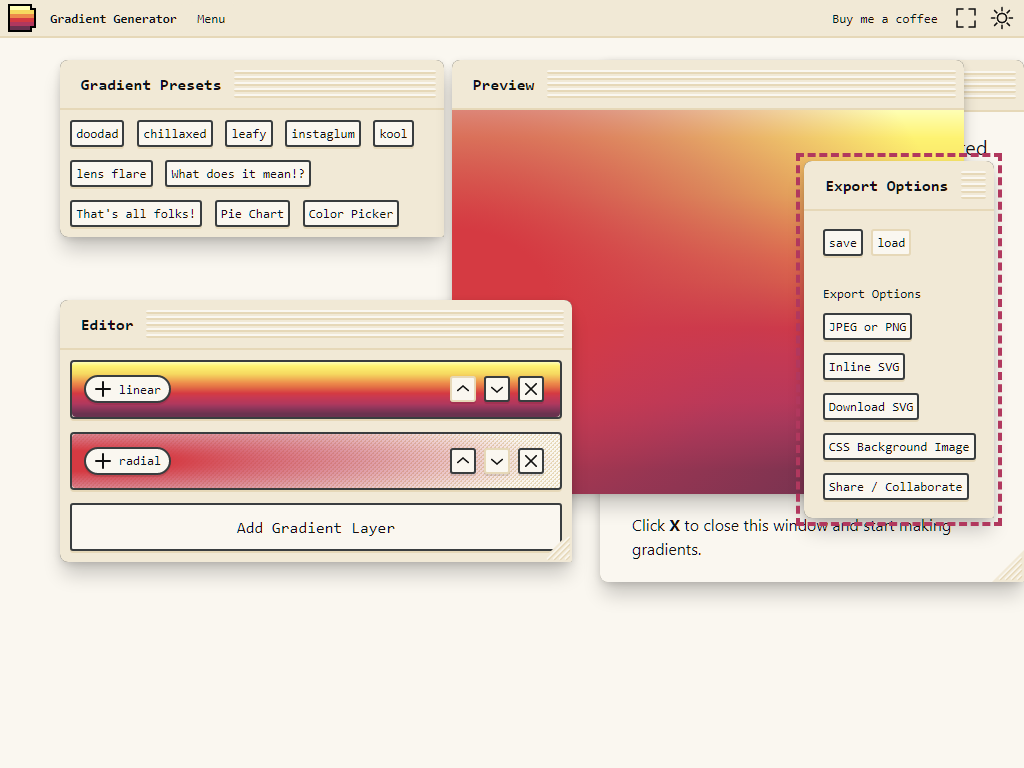 Gradient Generator Menu Buy me a coffee
Gradient Presets
doodad chillaxed leafy instaglum kool
lens flare What does it mean!?
That's all folks! Pie Chart Color Picker
Preview
Export Options
save load
Export Options
JPEG or PNG
Inline SVG
Download SVG
CSS Background Image
Share / Collaborate
Editor
linear
radial
Add Gradient Layer
Click X to close this window and start making
gradients.